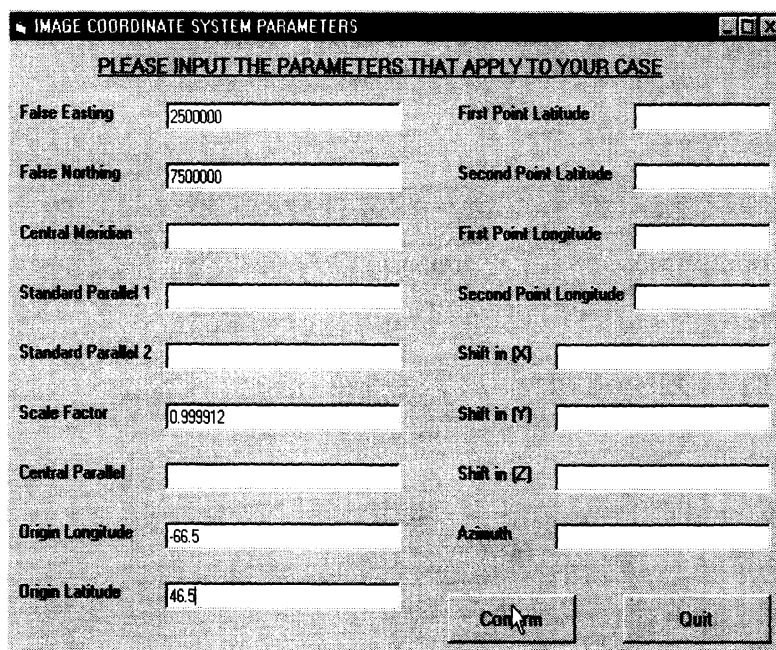 IMAGE COORDINATE SYSTEM PARAMETERS
PLEASE INPUT THE PARAMETERS THAT APPLY TO YOUR CASE
False Easting 2500000
False Northing 7500000
Central Meridian
Standard Parallel 1
Standard Parallel 2
Scale Factor 0.999912
Central Parallel
Origin Longitude -66.5
Origin Latitude 46.5
First Point Latitude
Second Point Latitude
First Point Longitude
Second Point Longitude
Shift in (X)
Shift in (Y)
Shift in (Z)
Azimuth
Confirm
Quit